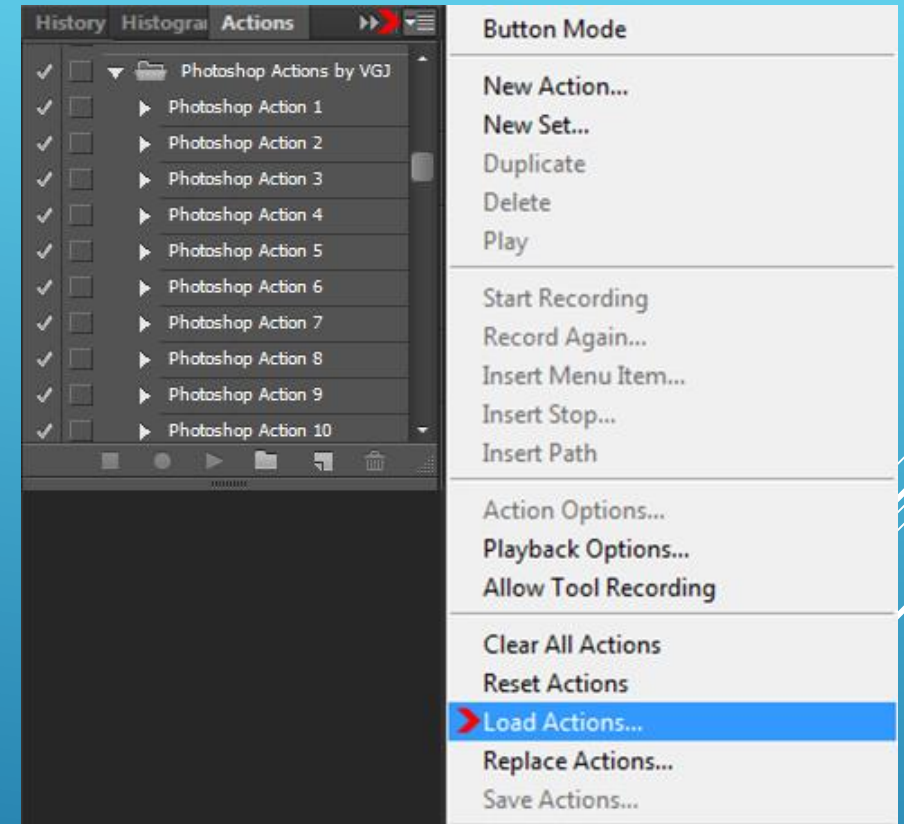 History Histogra Actions
Photoshop Actions by VGJ
Photoshop Action 1
Photoshop Action 2
Photoshop Action 3
Photoshop Action 4
Photoshop Action 5
Photoshop Action 6
Photoshop Action 7
Photoshop Action 8
Photoshop Action 9
Photoshop Action 10
Button Mode
New Action...
New Set...
Duplicate
Delete
Play
Start Recording
Record Again...
Insert Menu Item...
Insert Stop...
Insert Path
Action Options...
Playback Options...
Allow Tool Recording
Clear All Actions
Reset Actions
Load Actions...
Replace Actions...
Save Actions...